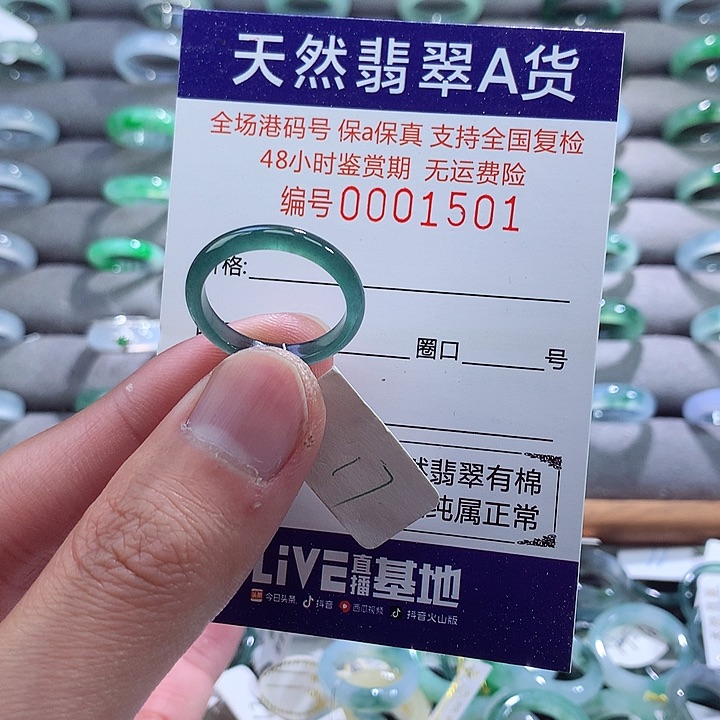 天然翡翠A货
全场港码号 保a保真 支持全国复检
48小时鉴赏期 无运费险
编号0001501
格:
圈口 号
翡翠有棉
纯属正常
17
LiVE直播基地
今日头条 抖音 西瓜视频 抖音火山版